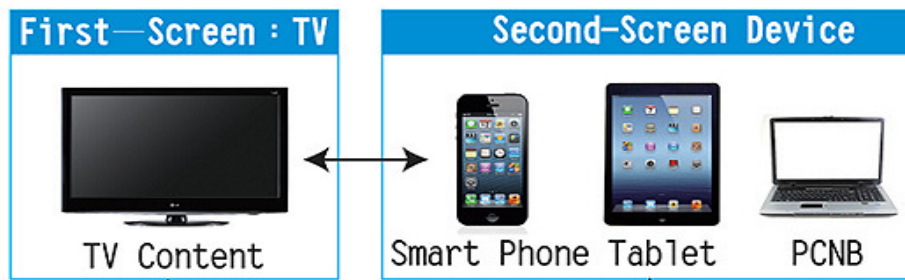 First—Screen : TV
Second-Screen Device
TV Content
Smart Phone
Tablet
PCNB